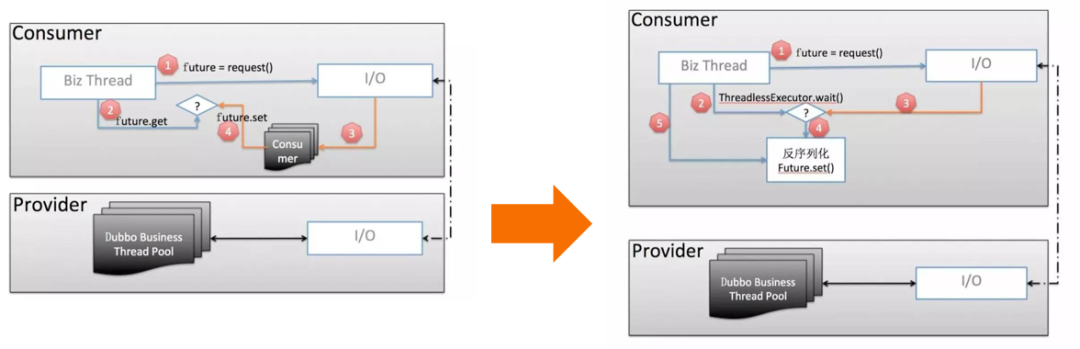 Consumer
1
future = request()
Biz Thread
I/O
2
future.get
?
future.set
4
3
Consu
mer
Provider
Dubbo Business
Thread Pool
I/O
Consumer
1
future = request()
Biz Thread
I/O
ThreadlessExecutor.wait()
2
3
?
5
4
反序列化
Future.set()
Provider
Dubbo Business
Thread Pool
I/O